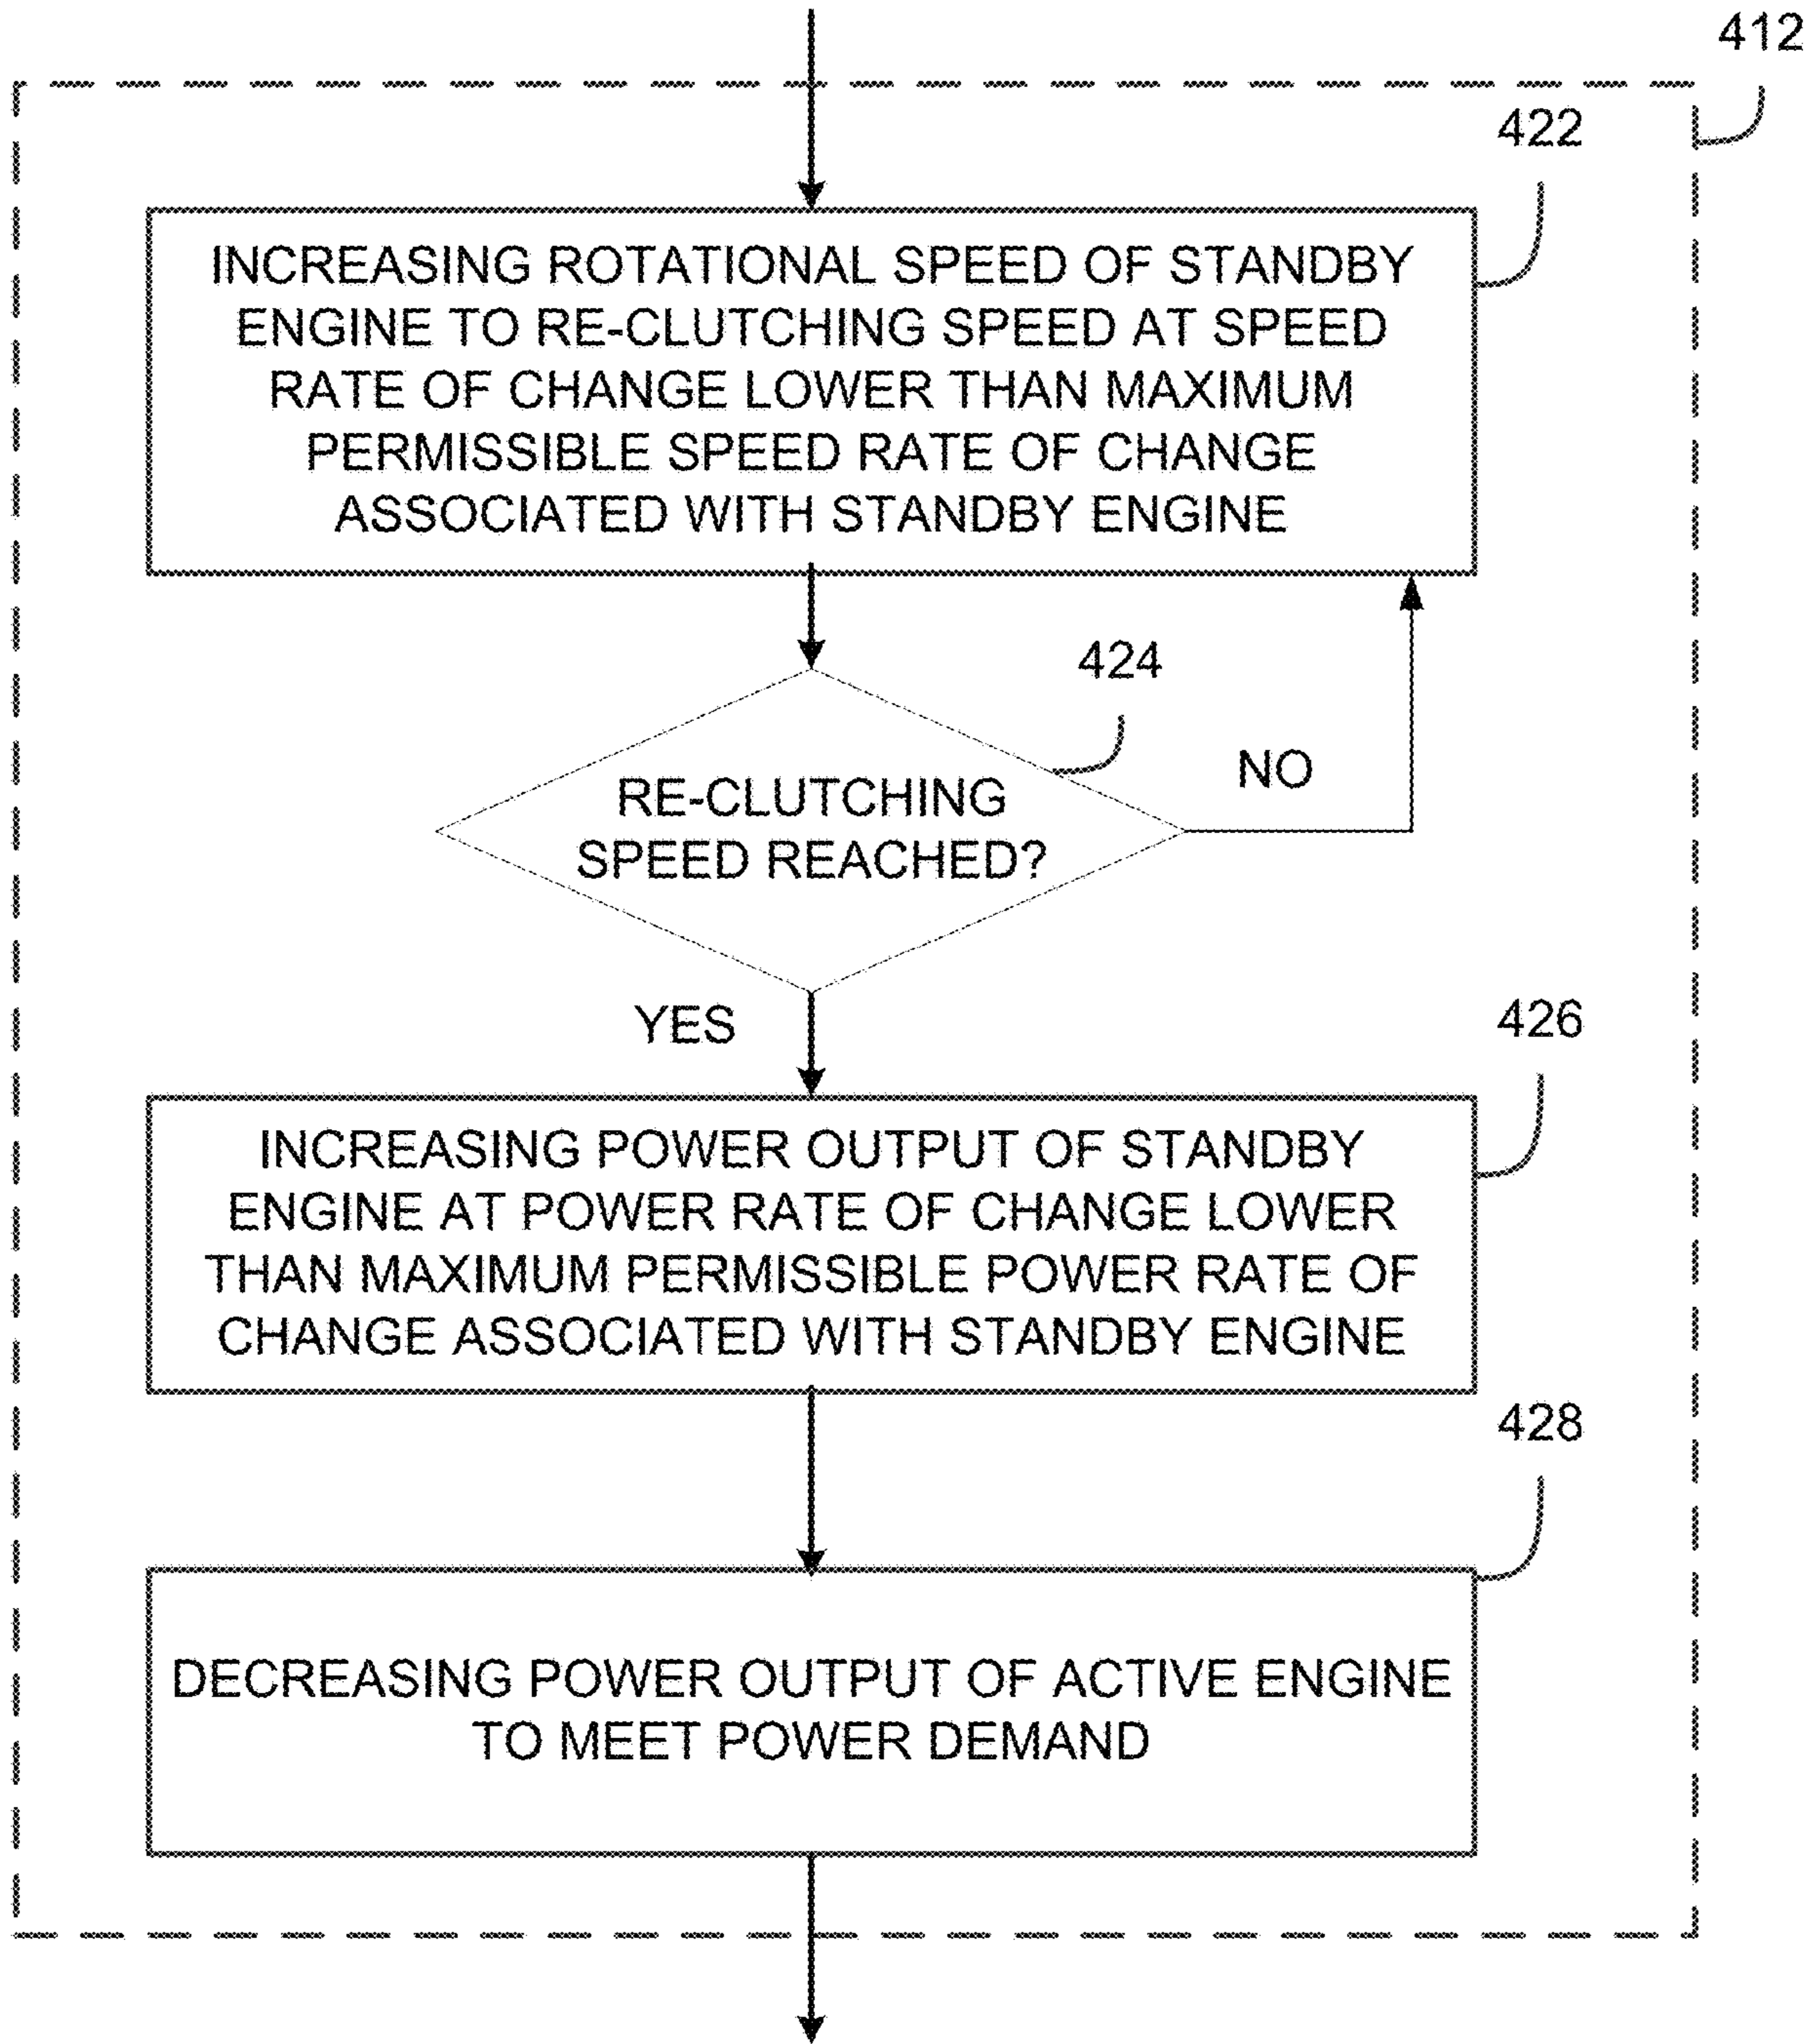 412
422
INCREASING ROTATIONAL SPEED OF STANDBY
ENGINE TO RE-CLUTCHING SPEED AT SPEED
RATE OF CHANGE LOWER THAN MAXIMUM
PERMISSIBLE SPEED RATE OF CHANGE
ASSOCIATED WITH STANDBY ENGINE
424
NO
RE-CLUTCHING
SPEED REACHED?
YES
426
INCREASING POWER OUTPUT OF STANDBY
ENGINE AT POWER RATE OF CHANGE LOWER
THAN MAXIMUM PERMISSIBLE POWER RATE OF
CHANGE ASSOCIATED WITH STANDBY ENGINE
428
DECREASING POWER OUTPUT OF ACTIVE ENGINE
TO MEET POWER DEMAND